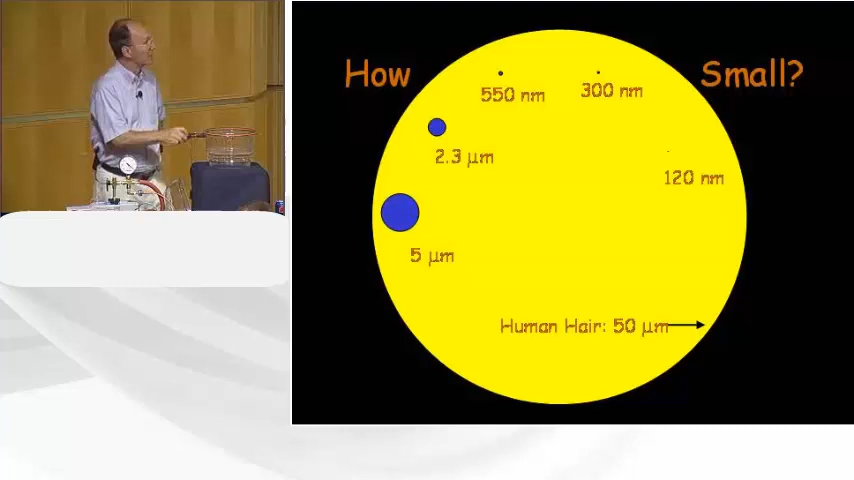 How Small?
550 nm
300 nm
2.3 µm
120 nm
5 µm
Human Hair: 50 µm